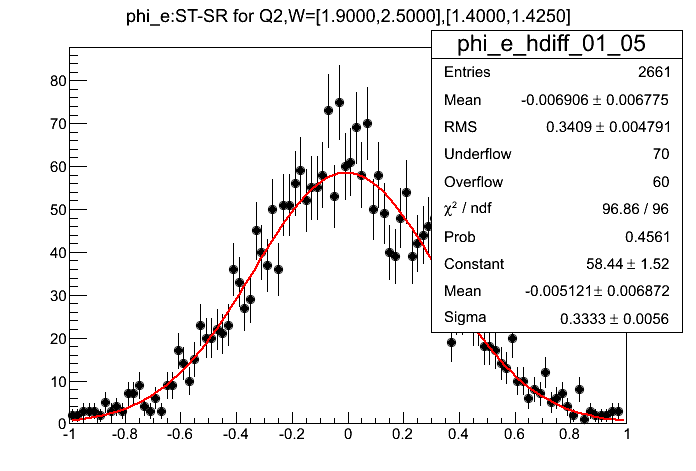 phi_e:ST-SR for Q2,W=[1.9000,2.5000],[1.4000,1.4250]
phi_e_hdiff_01_05
Entries 2661
Mean -0.006906 ± 0.006775
RMS 0.3409 ± 0.004791
Underflow 70
Overflow 60
χ² / ndf 96.86 / 96
Prob 0.4561
Constant 58.44 ± 1.52
Mean -0.005121 ± 0.006872
Sigma 0.3333 ± 0.0056
80
70
60
50
40
30
20
10
0
-1 -0.8 -0.6 -0.4 -0.2 0 0.2 0.4 0.6 0.8 1